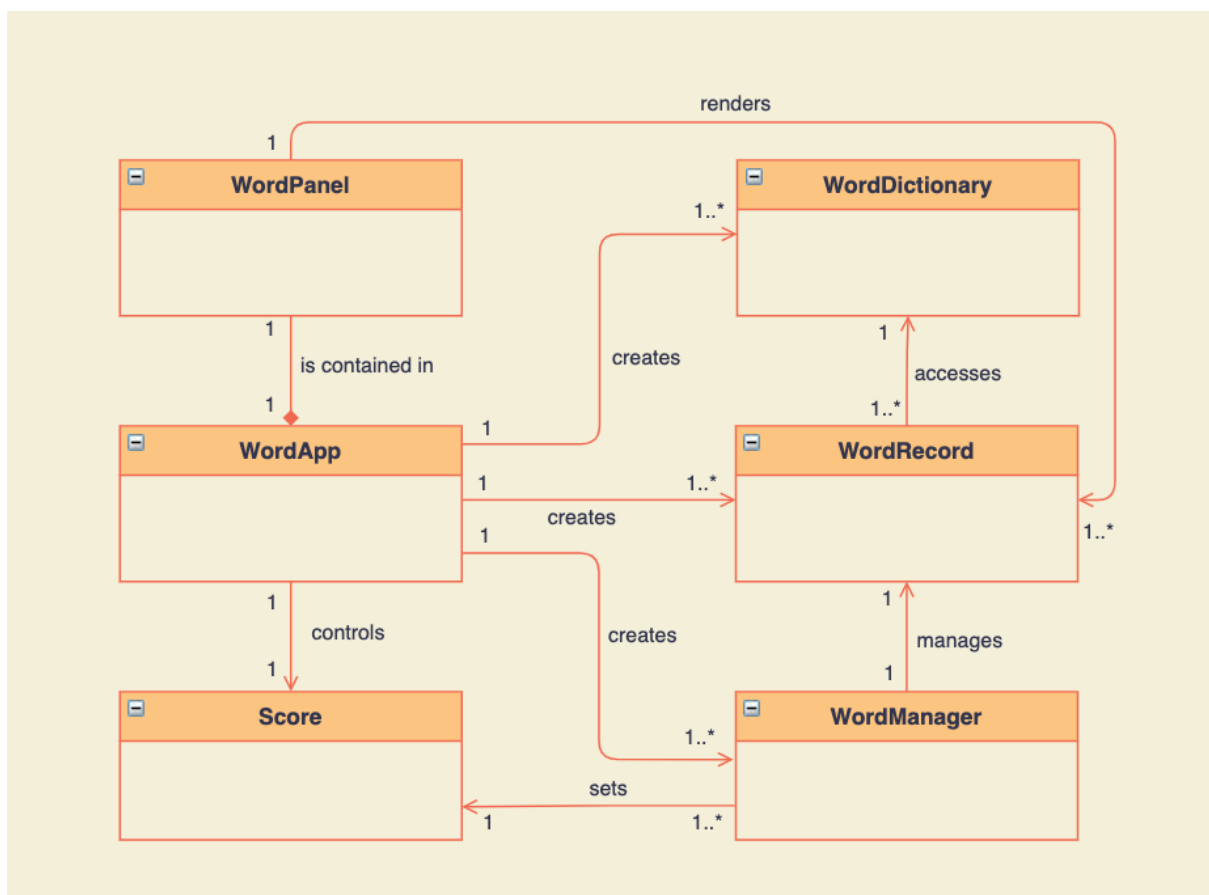 renders
1
WordPanel
WordDictionary
1..*
1
1
is contained in
creates
accesses
1
1..*
1
WordApp
WordRecord
1
1..*
creates
1
1..*
1
1
controls
creates
manages
1
1
Score
WordManager
1..*
sets
1
1..*